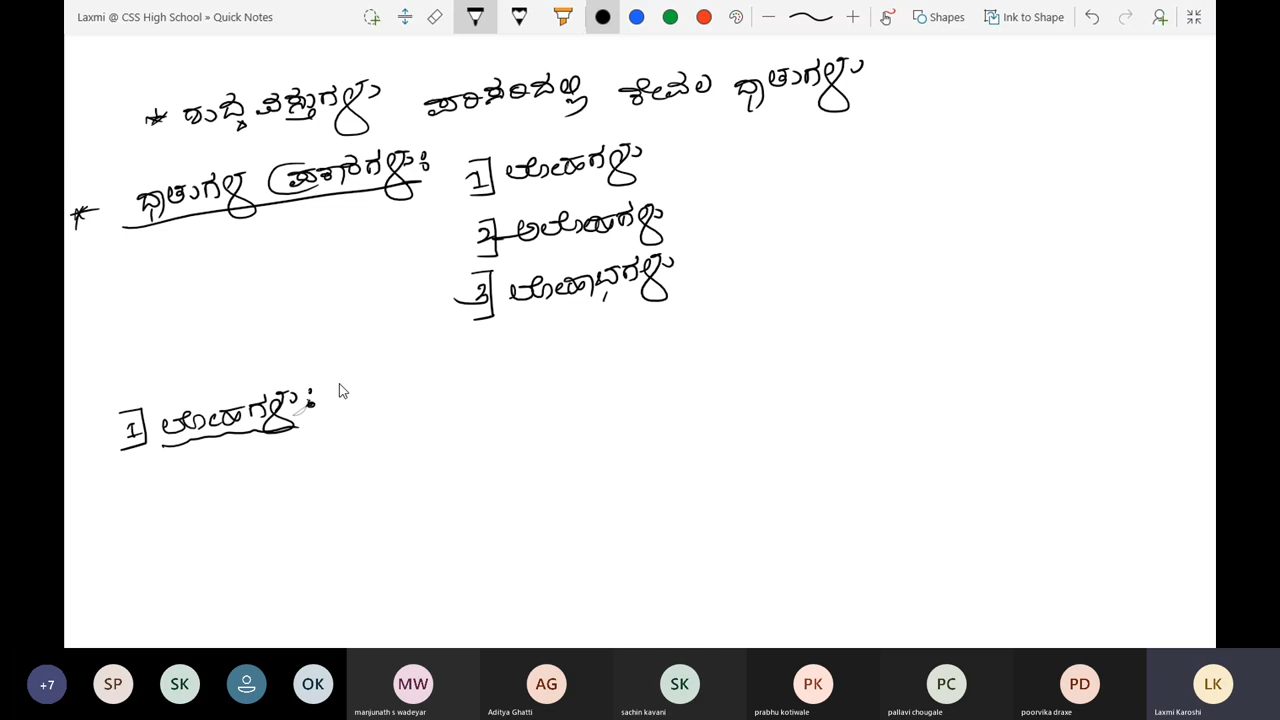 Laxmi @ CSS High School » Quick Notes
Shapes
Ink to Shape
* ಶುದ್ಧ ವಸ್ತುಗಳು ಪರಿಸರದಲ್ಲಿ ಕೇವಲ ಧಾತುಗಳು
* ಧಾತುಗಳ ಪ್ರಕಾರಗಳು:
1] ಲೋಹಗಳು
2] ಅಲೋಹಗಳು
3] ಲೋಹಾಭಗಳು
1] ಲೋಹಗಳು:
+7
SP
SK
OK
MW
AG
SK
PK
PC
PD
LK
manjunath s wadeyar
Aditya Ghatti
sachin kavani
prabhu kotiwale
pallavi chougale
poorvika draxe
Laxmi Karoshi